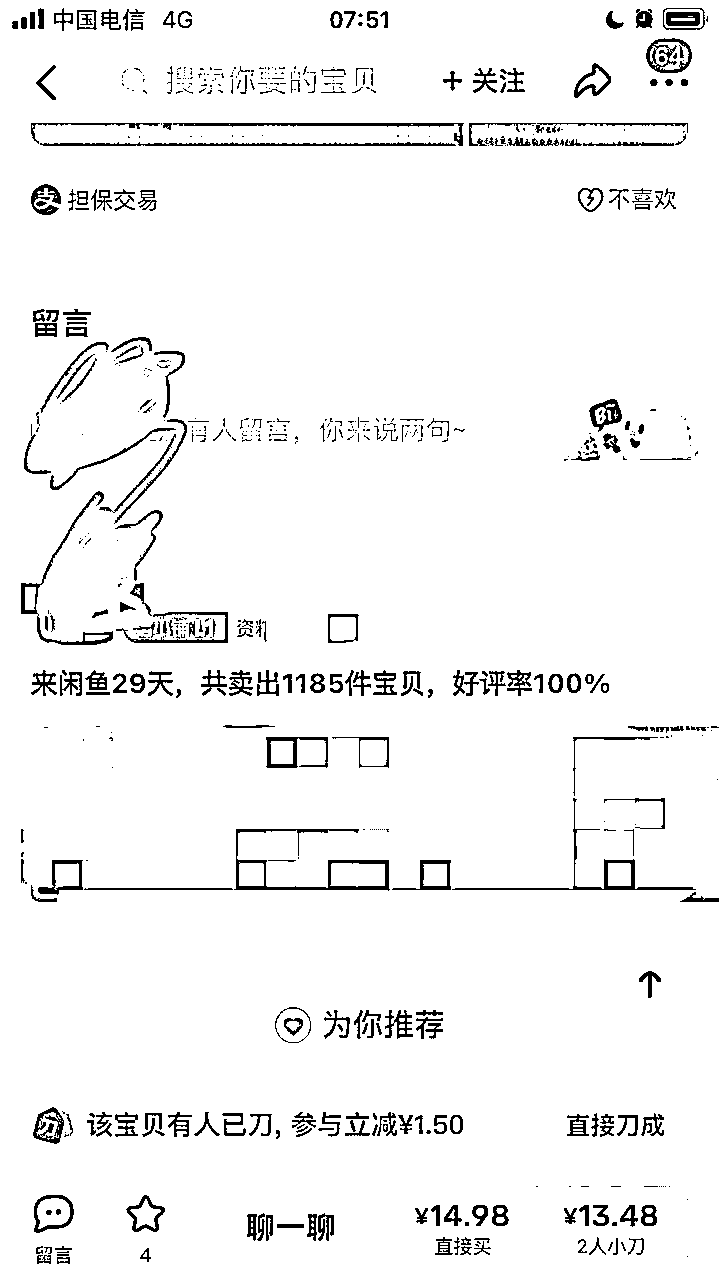 中国电信 4G 07:51
搜索你要的宝贝 + 关注 64
担保交易 不喜欢
留言
有人留言，你来说两句~
资料
来闲鱼29天，共卖出1185件宝贝，好评率100%
为你推荐
该宝贝有人已刀, 参与立减¥1.50 直接刀成
聊一聊 ¥14.98 ¥13.48
留言 4 直接买 2人小刀